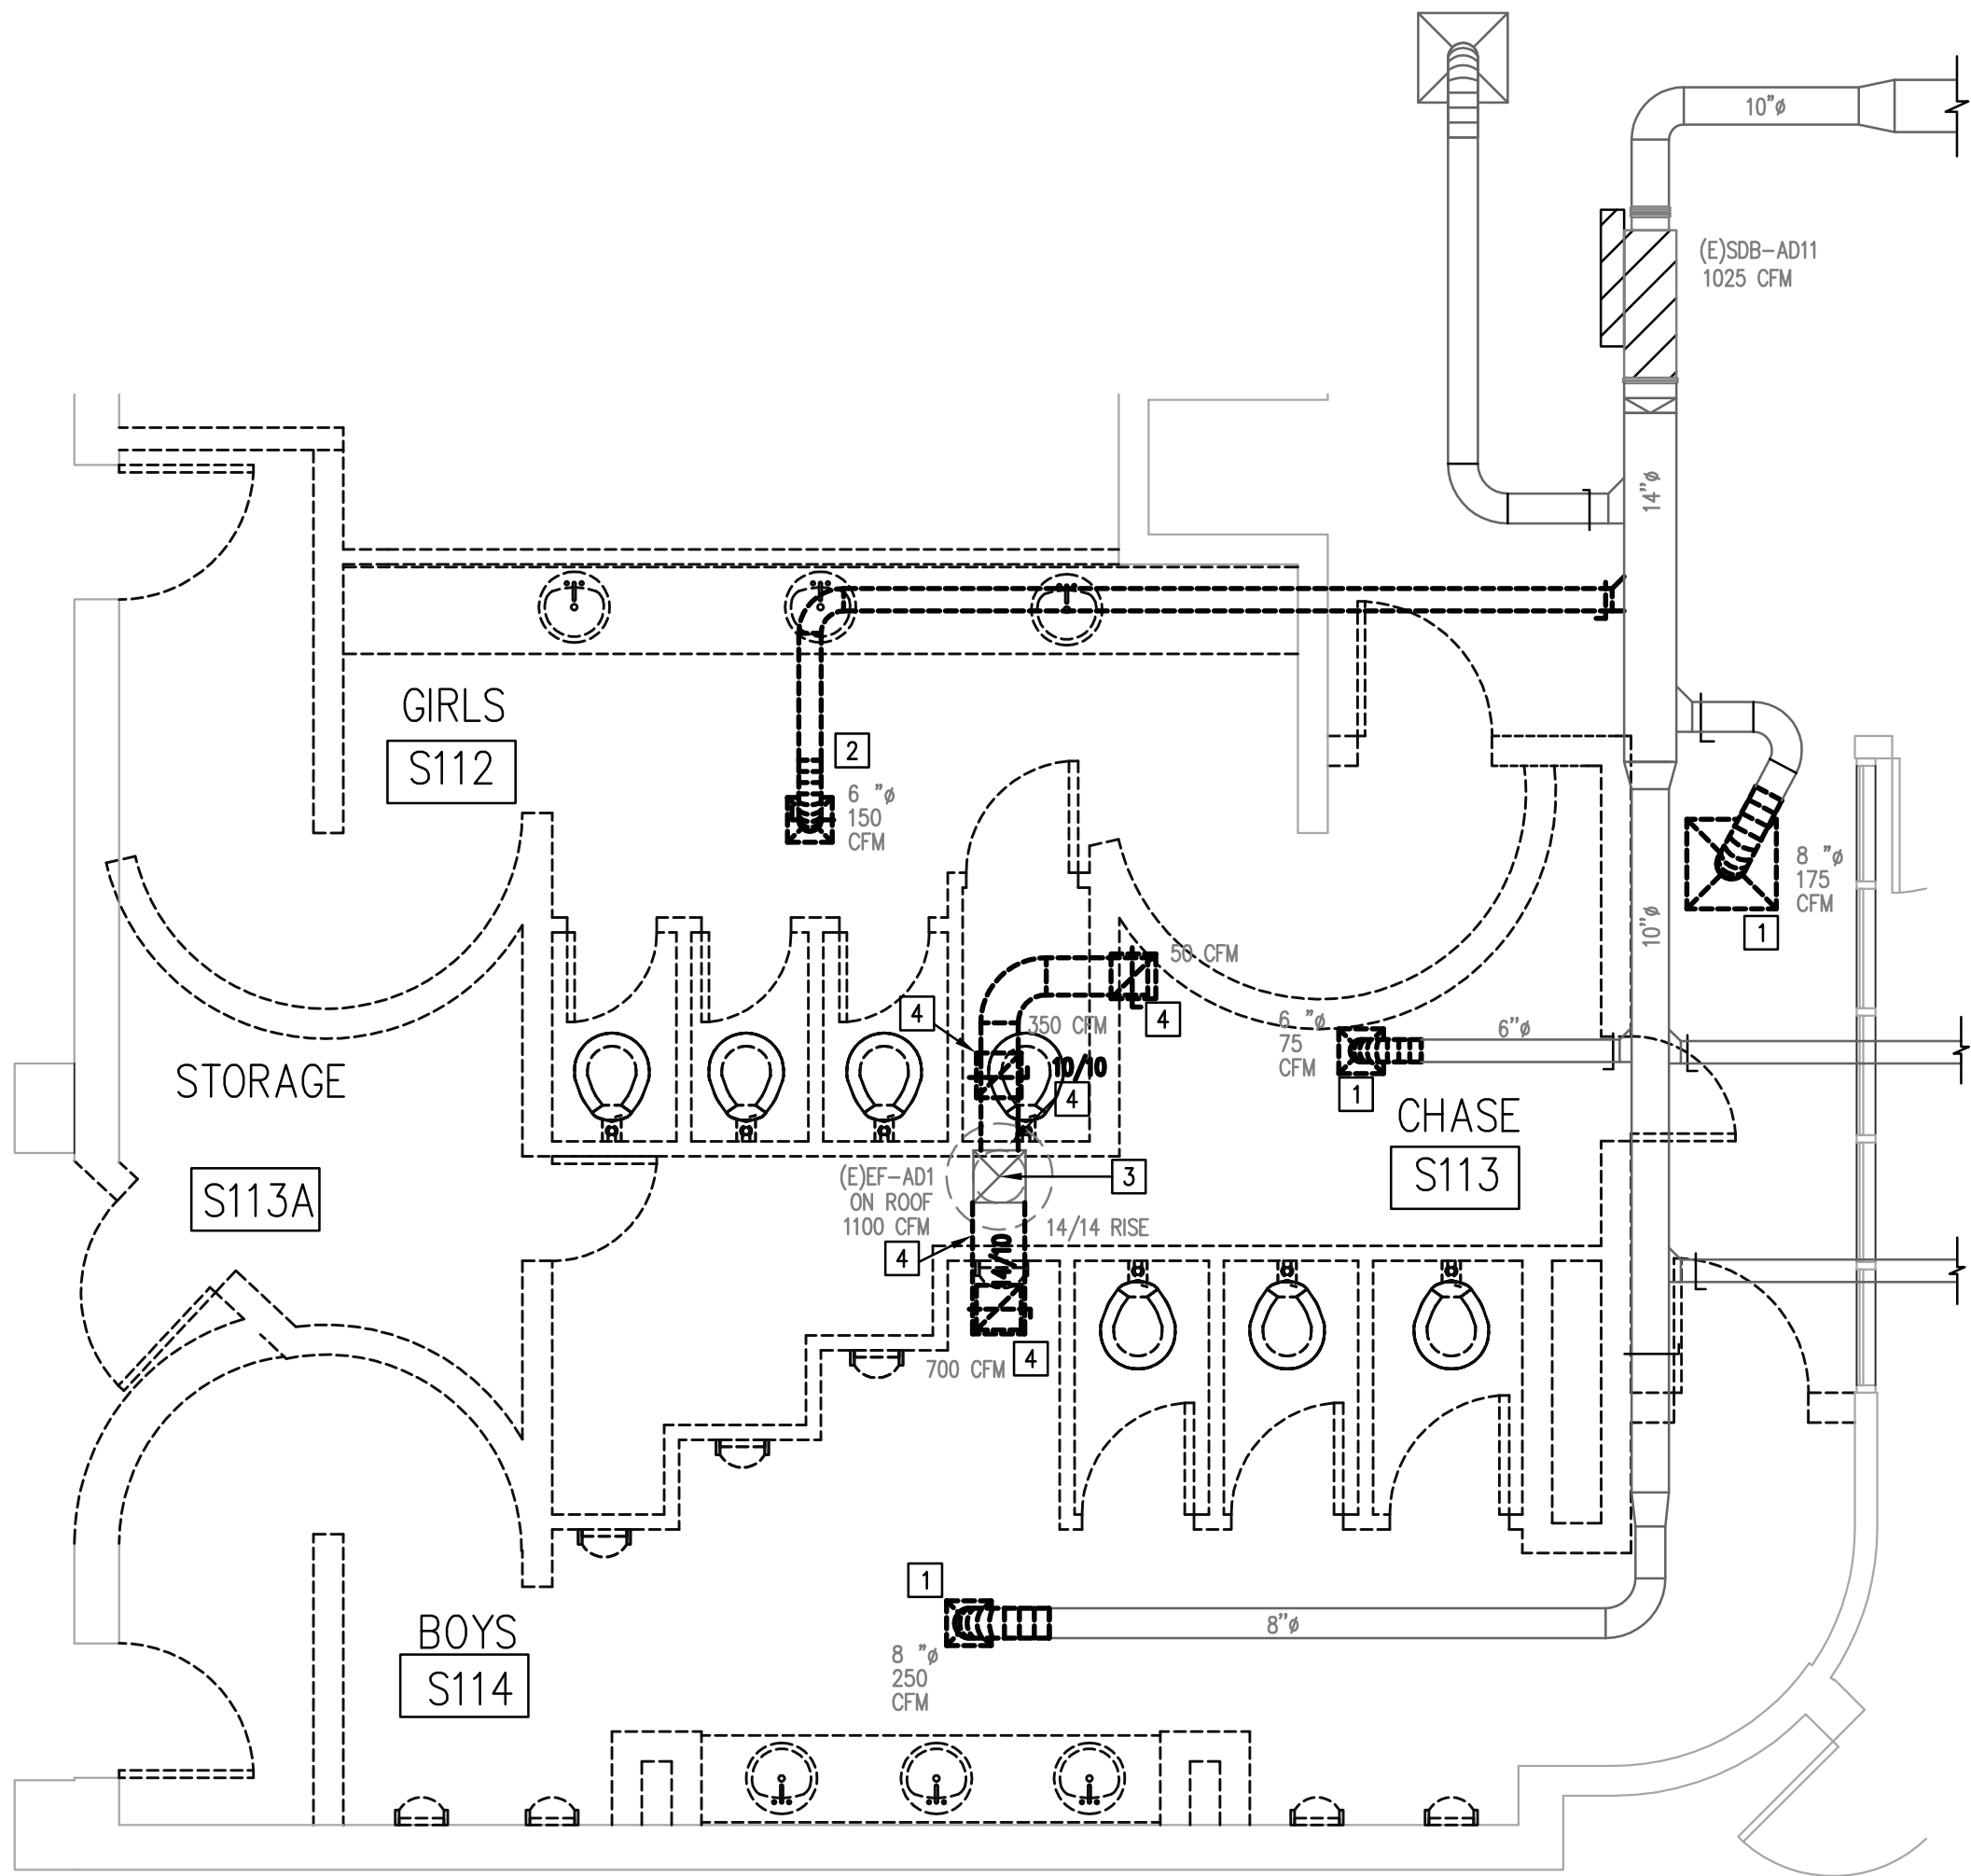 10"ø
(E)SDB-AD11
1025 CFM
14"ø
GIRLS
S112
2
6 "ø
150
CFM
8 "ø
175
CFM
1
10"ø
50 CFM
4
4
350 CFM
10/10
4
6 "ø
75
CFM
6"ø
1
STORAGE
S113A
CHASE
S113
(E)EF-AD1
ON ROOF
1100 CFM
3
14/14 RISE
4
14/10
700 CFM
4
1
8 "ø
250
CFM
8"ø
BOYS
S114